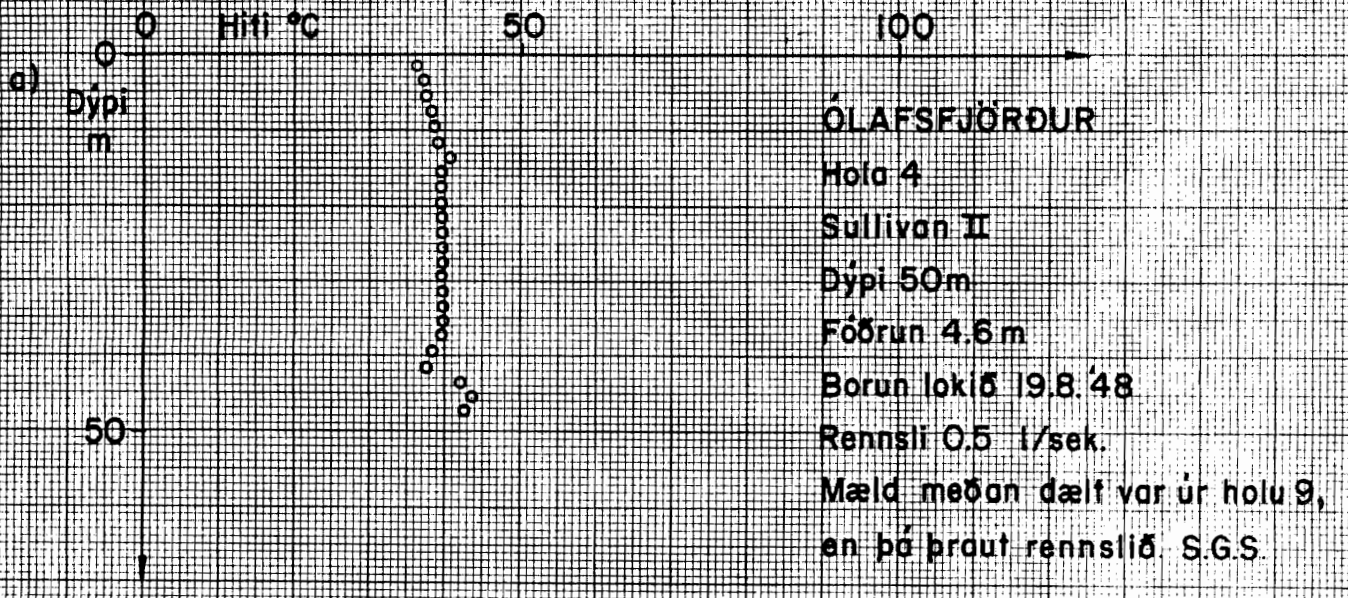 0 Hiti °C 50 100
0
a)
Dýpi
m
50
ÓLAFSFJÖRÐUR
Hola 4
Sullivan II
Dýpi 50m
Fóðrun 4.6 m
Borun lokið 19.8.'48
Rennsli 0.5 l/sek.
Mæld meðan dælt var úr holu 9,
en þá þraut rennslið. S.G.S.